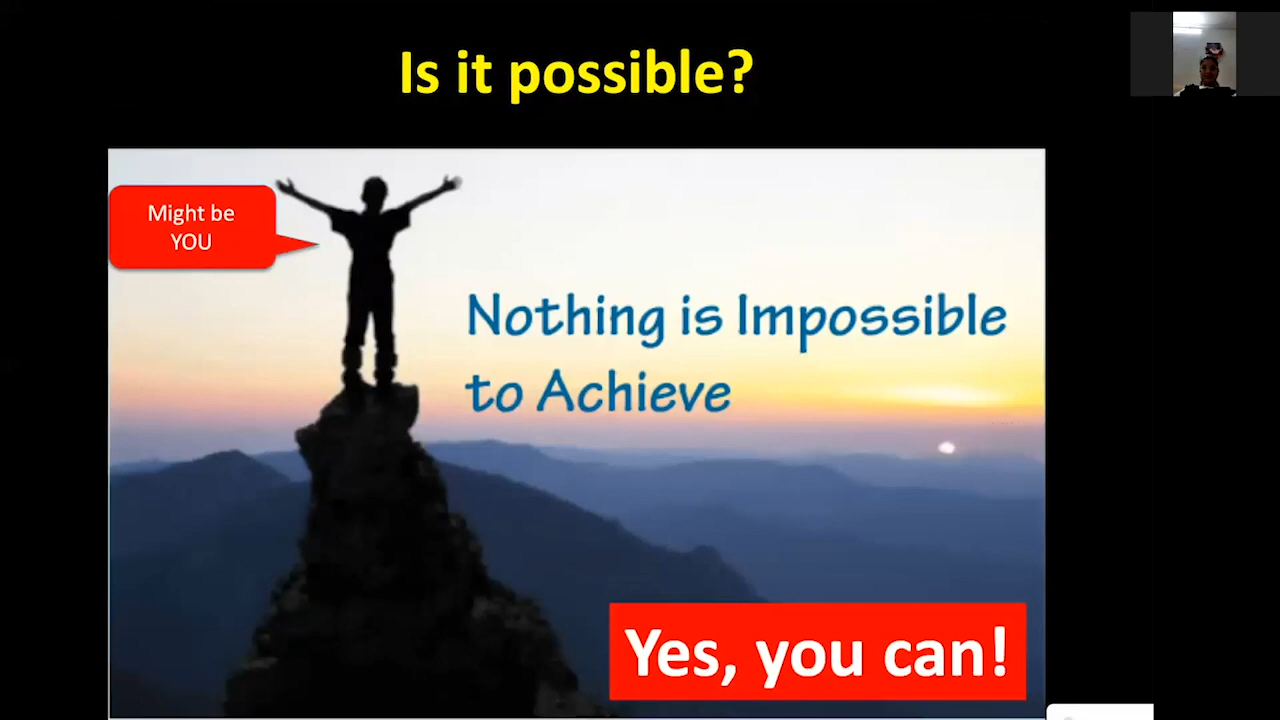 Is it possible?
Might be
YOU
Nothing is Impossible
to Achieve
Yes, you can!